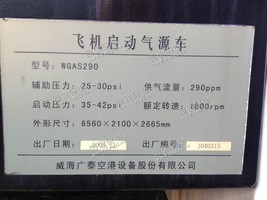 飞机启动气源车
型号: WGAS290
辅助压力: 25-30psi 供气流量: 290ppm
启动压力: 35-42psi 额定转速: 1800rpm
外形尺寸: 6560×2100×2665mm
出厂日期: 出厂编号: J040315
威海广泰空港设备股份有限公司